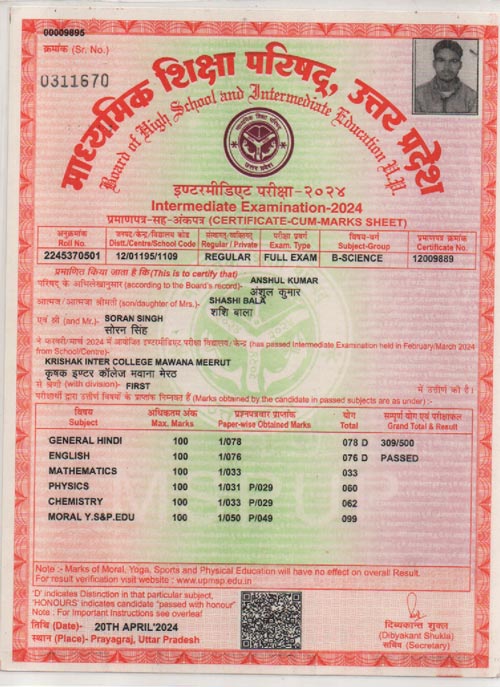 00009895
क्रमांक (Sr. No.)
0311670
माध्यमिक शिक्षा परिषद्, उत्तर प्रदेश
Board of High School and Intermediate Education U.P.
इण्टरमीडिएट परीक्षा-२०२४
Intermediate Examination-2024
प्रमाणपत्र-सह-अंकपत्र (CERTIFICATE-CUM-MARKS SHEET)
अनुक्रमांक जनपद/केन्द्र/विद्यालय कोड संस्थागत/व्यक्तिगत परीक्षा प्रकार विषय-वर्ग प्रमाणपत्र क्रमांक
Roll No. Distt./Centre/School Code Regular / Private Exam. Type Subject-Group Certificate No.
2245370501 12/01195/1109 REGULAR FULL EXAM B-SCIENCE 12009889
प्रमाणित किया जाता है कि(This is to certify that) ANSHUL KUMAR
परिषद् के अभिलेखानुसार (according to the Board's record)- अंशुल कुमार
आत्मज/आत्मजा श्रीमती (son/daughter of Mrs.)- SHASHI BALA
शशि बाला
एवं श्री (and Mr.)- SORAN SINGH
सोरन सिंह
ने फरवरी/मार्च 2024 में आयोजित इण्टरमीडिएट परीक्षा विद्यालय/ केन्द्र (has passed Intermediate Examination held in February/March 2024
from School/Centre)-
KRISHAK INTER COLLEGE MAWANA MEERUT
कृषक इण्टर कॉलेज मवाना मेरठ
से श्रेणी (with division)- FIRST में उत्तीर्ण की है।
परीक्षार्थी द्वारा उत्तीर्ण विषयों के प्राप्तांक निम्नवत हैं (Marks obtained by the candidate in passed subjects are as under) :-
विषय अधिकतम अंक प्रश्नपत्रवार प्राप्तांक योग सम्पूर्ण योग एवं परीक्षाफल
Subject Max. Marks Paper-wise Obtained Marks Total Grand Total & Result
GENERAL HINDI 100 1/078 078 D 309/500
ENGLISH 100 1/076 076 D PASSED
MATHEMATICS 100 1/033 033
PHYSICS 100 1/031 P/029 060
CHEMISTRY 100 1/033 P/029 062
MORAL Y.S&P.EDU 100 1/050 P/049 099
Note :- Marks of Moral, Yoga, Sports and Physical Education will have no effect on overall Result.
For result verification visit website : www.upmsp.edu.in
'D' indicates Distinction in that particular subject,
'HONOURS' indicates candidate "passed with honour"
Note : For Important Instructions see overleaf
तिथि (Date)- 20TH APRIL'2024
स्थान (Place)- Prayagraj, Uttar Pradesh
दिव्यकान्त शुक्ल
(Dibyakant Shukla)
सचिव (Secretary)